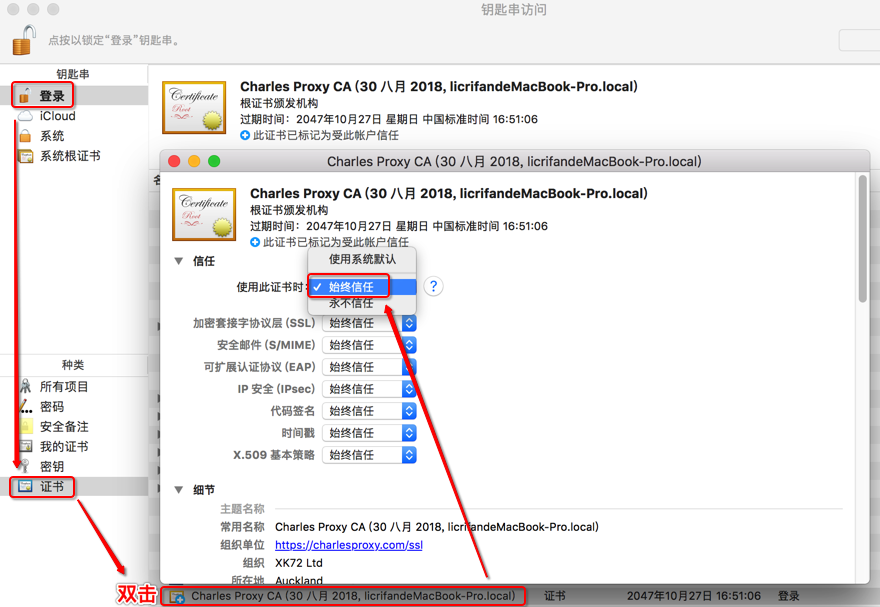 钥匙串访问
点按以锁定“登录”钥匙串。
钥匙串
登录
iCloud
系统
系统根证书
Certificate
Root
Charles Proxy CA (30 八月 2018, licrifandeMacBook-Pro.local)
根证书颁发机构
过期时间：2047年10月27日 星期日 中国标准时间 16:51:06
此证书已标记为受此帐户信任
Charles Proxy CA (30 八月 2018, licrifandeMacBook-Pro.local)
Certificate
Root
Charles Proxy CA (30 八月 2018, licrifandeMacBook-Pro.local)
根证书颁发机构
过期时间：2047年10月27日 星期日 中国标准时间 16:51:06
此证书已标记为受此帐户信任
信任
使用系统默认
使用此证书时 ✓ 始终信任 ?
永不信任
加密套接字协议层 (SSL) 始终信任
安全邮件 (S/MIME) 始终信任
可扩展认证协议 (EAP) 始终信任
IP 安全 (IPsec) 始终信任
代码签名 始终信任
时间戳 始终信任
X.509 基本策略 始终信任
种类
所有项目
密码
安全备注
我的证书
密钥
证书
细节
主题名称
常用名称 Charles Proxy CA (30 八月 2018, licrifandeMacBook-Pro.local)
组织单位 https://charlesproxy.com/ssl
组织 XK72 Ltd
所在地 Auckland
双击
Charles Proxy CA (30 八月 2018, licrifandeMacBook-Pro.local) 证书 2047年10月27日 16:51:06 登录